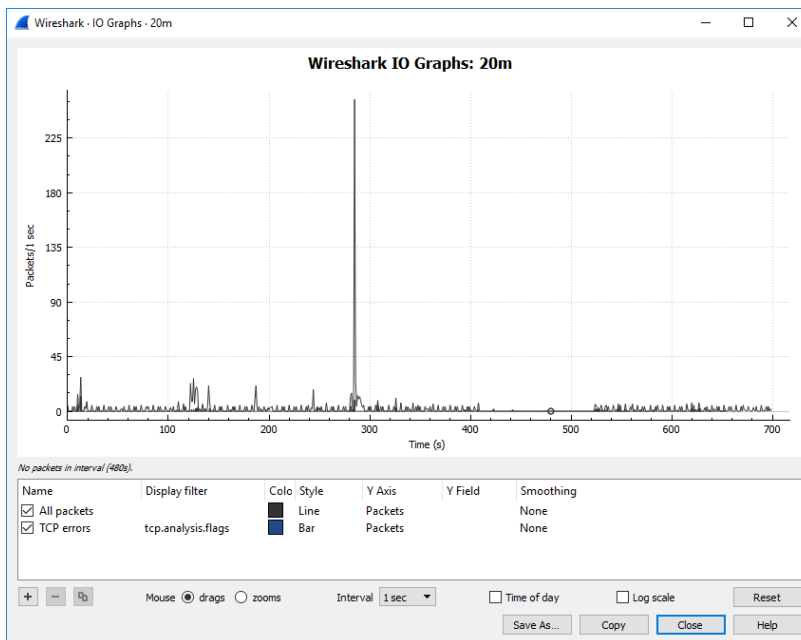 Wireshark · IO Graphs · 20m
Wireshark IO Graphs: 20m
Packets/1 sec
225
180
135
90
45
0
0 100 200 300 400 500 600 700
Time (s)
No packets in interval (480s).
Name Display filter Colo Style Y Axis Y Field Smoothing
All packets Line Packets None
TCP errors tcp.analysis.flags Bar Packets None
+ − Mouse drags zooms Interval 1 sec Time of day Log scale Reset
Save As... Copy Close Help